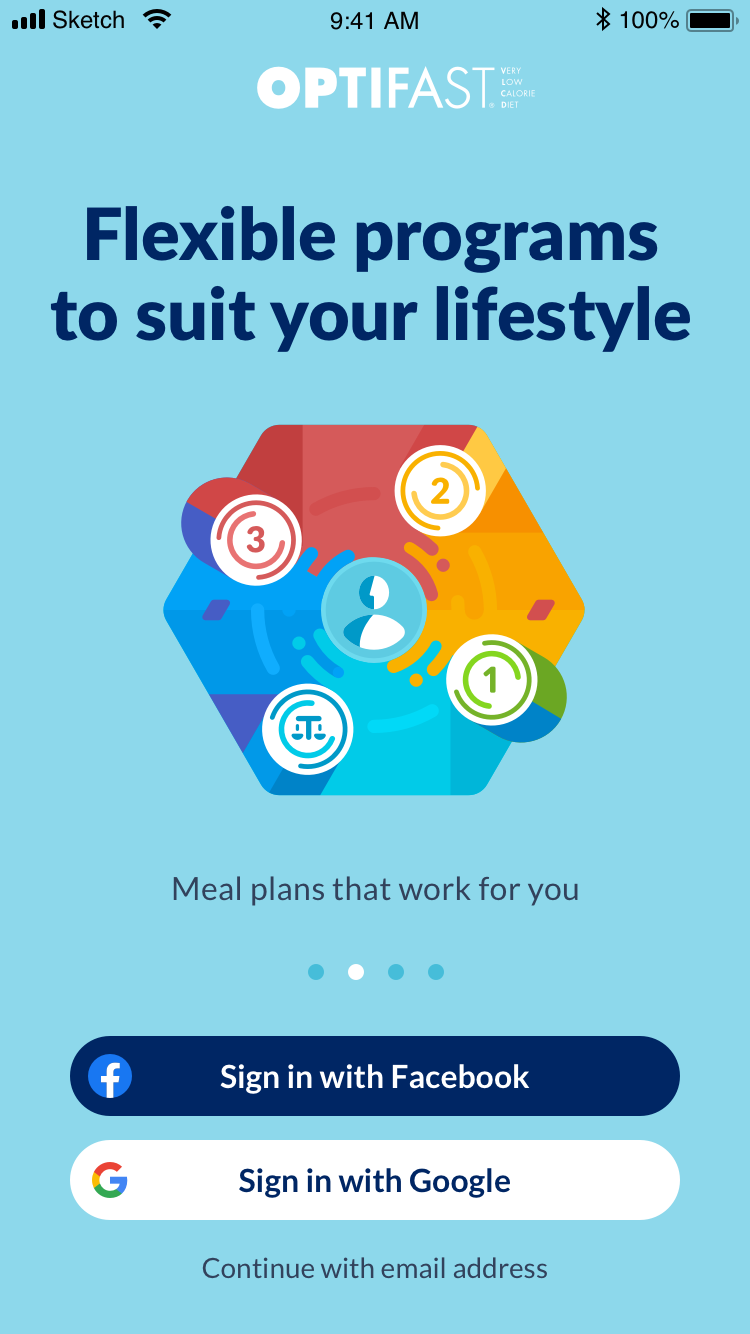 Sketch
9:41 AM
100%
OPTIFAST®
VERY
LOW
CALORIE
DIET
Flexible programs
to suit your lifestyle
2
3
1
Meal plans that work for you
Sign in with Facebook
Sign in with Google
Continue with email address